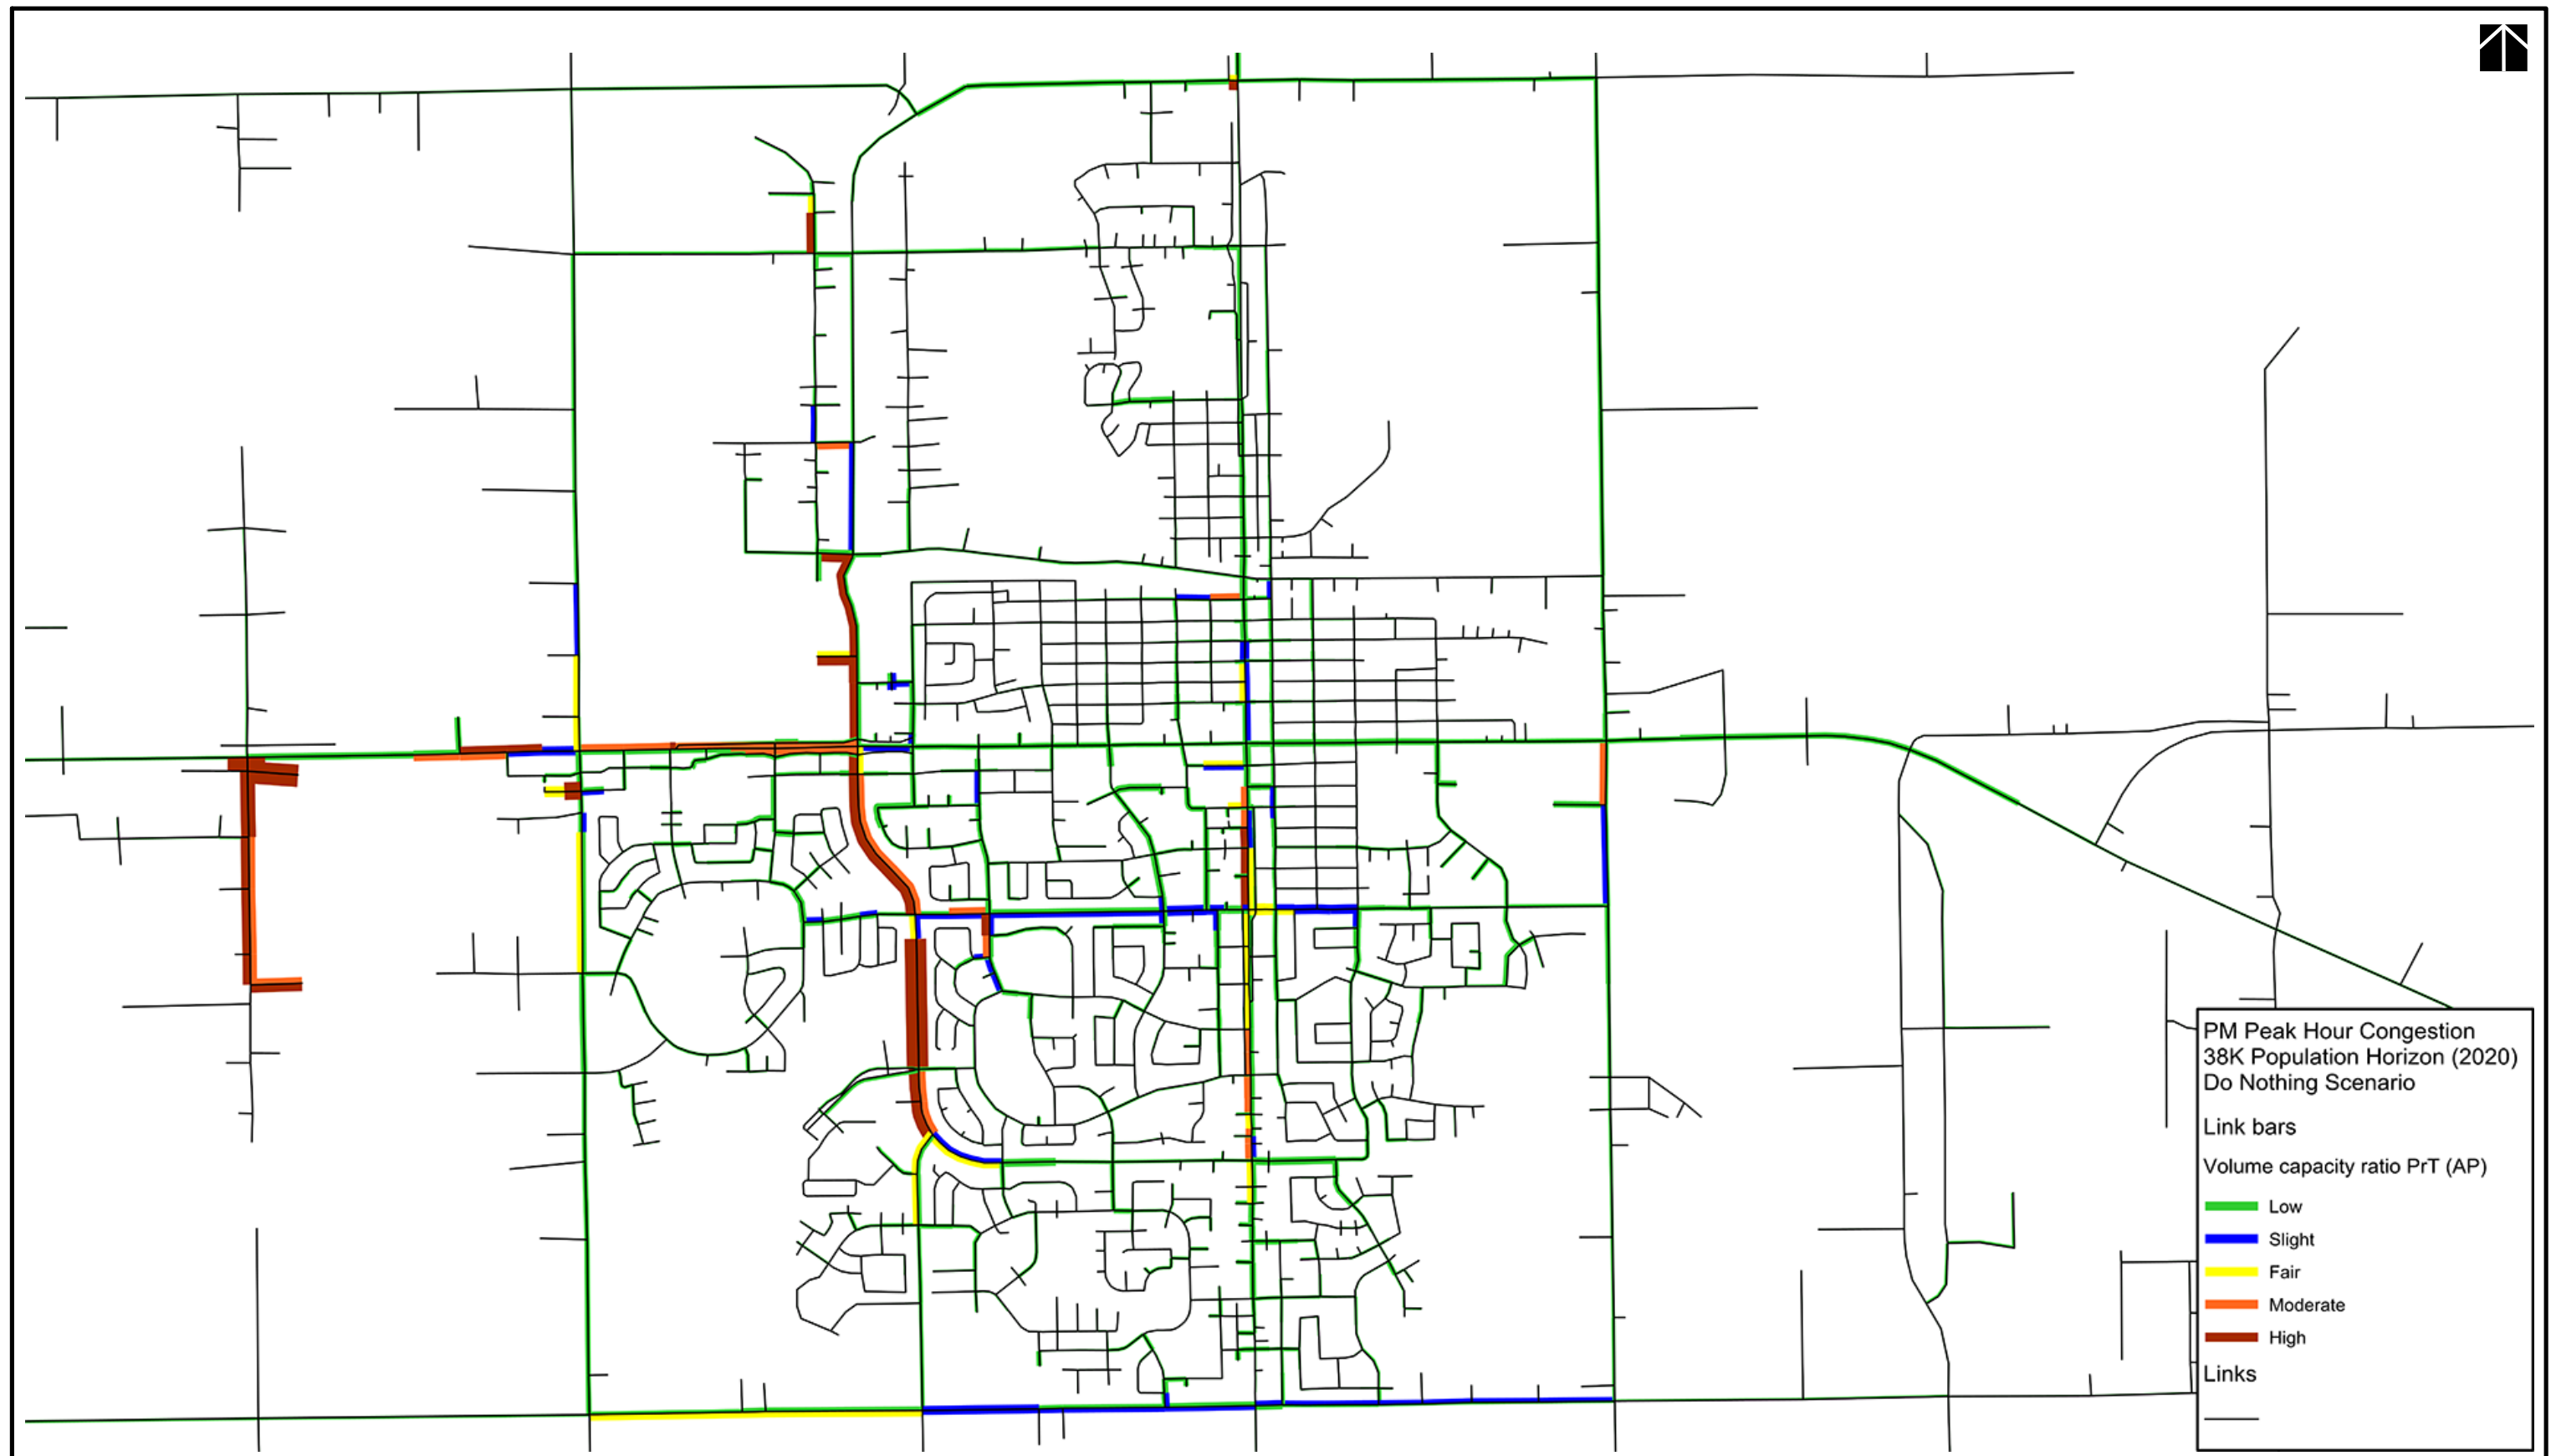 PM Peak Hour Congestion
38K Population Horizon (2020)
Do Nothing Scenario
Link bars
Volume capacity ratio PrT (AP)
Low
Slight
Fair
Moderate
High
Links